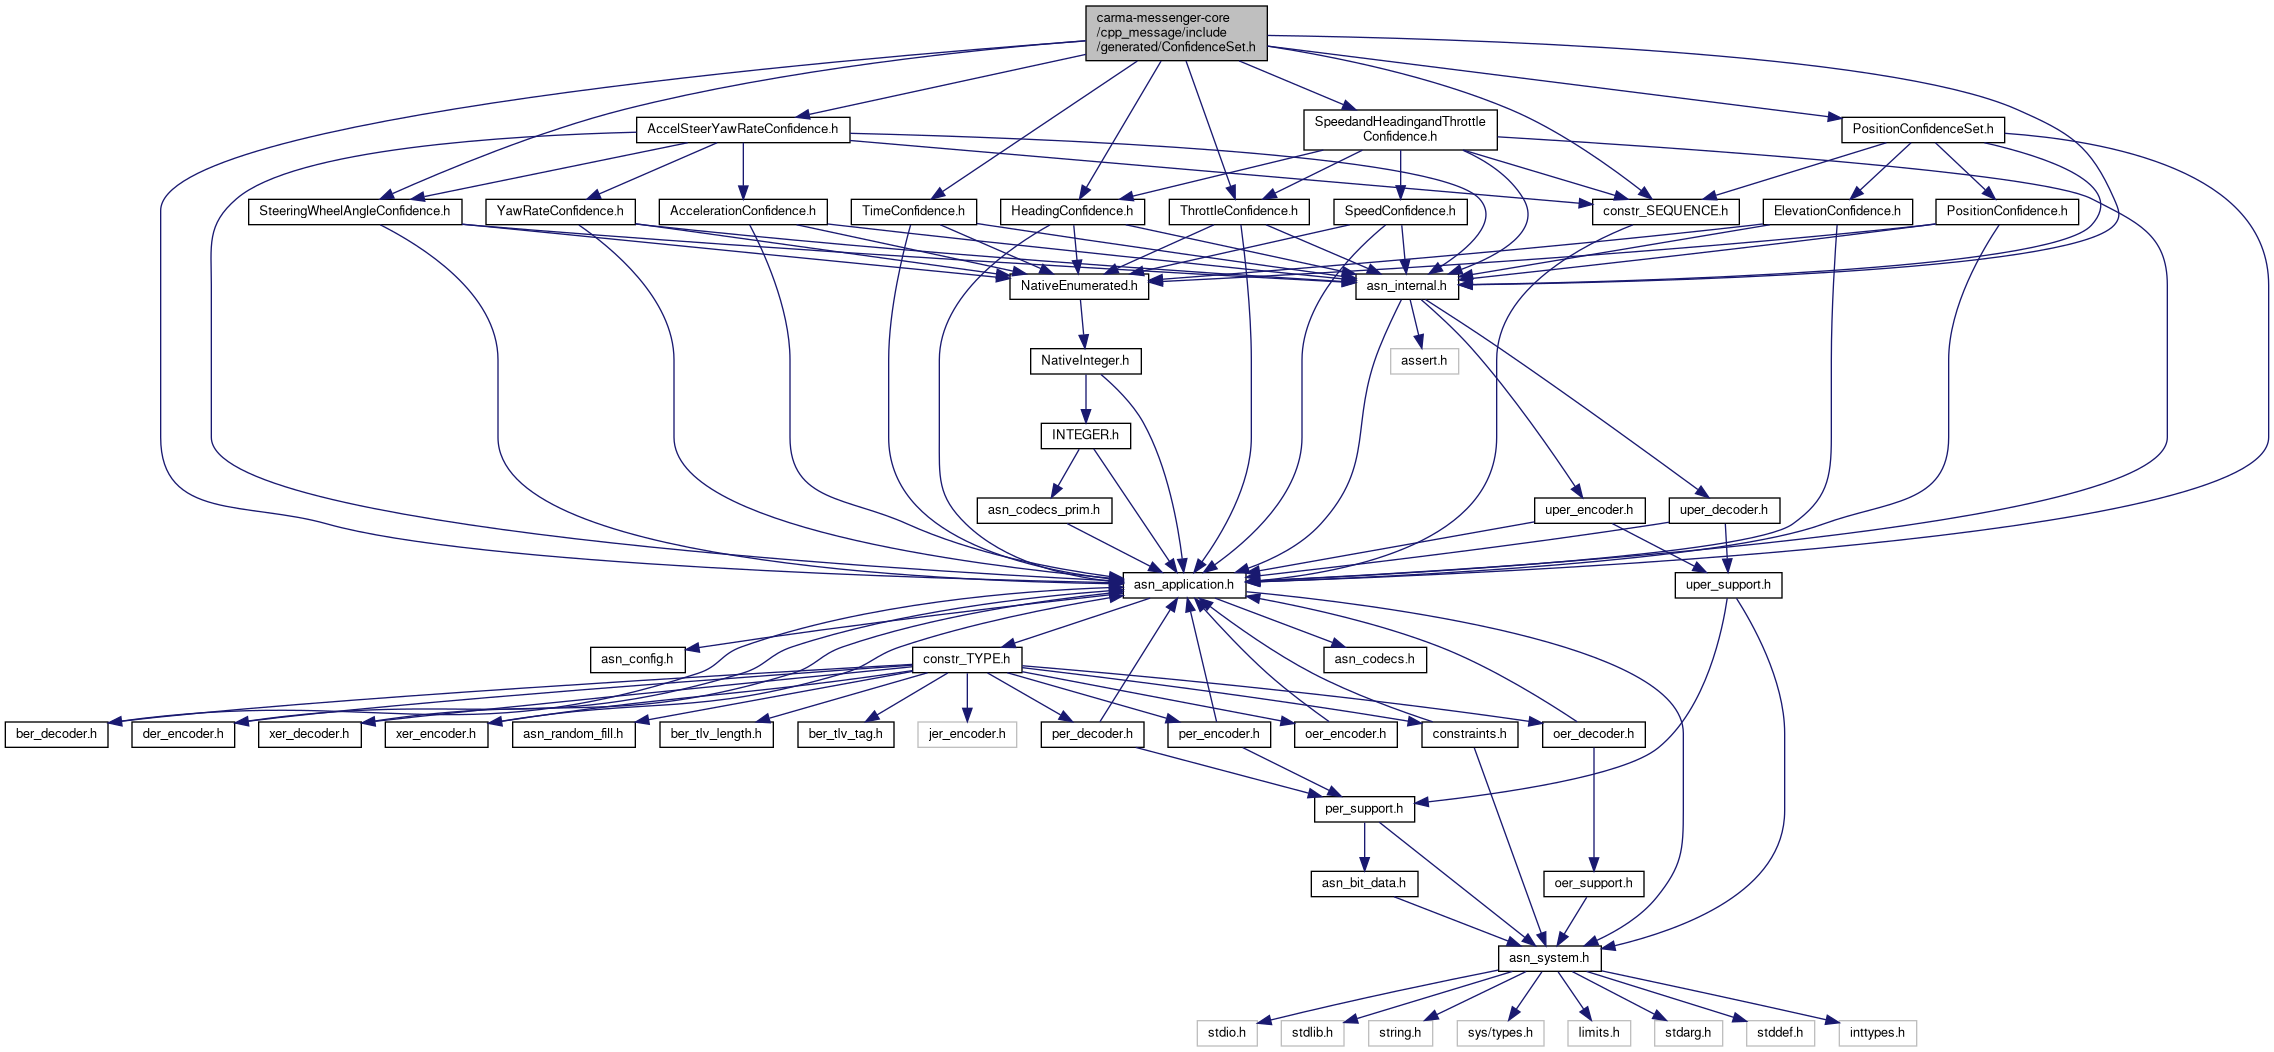 carma-messenger-core
/cpp_message/include
/generated/ConfidenceSet.h
AccelSteerYawRateConfidence.h
SpeedandHeadingandThrottle
Confidence.h
PositionConfidenceSet.h
SteeringWheelAngleConfidence.h
YawRateConfidence.h
AccelerationConfidence.h
TimeConfidence.h
HeadingConfidence.h
ThrottleConfidence.h
SpeedConfidence.h
constr_SEQUENCE.h
ElevationConfidence.h
PositionConfidence.h
NativeEnumerated.h
asn_internal.h
NativeInteger.h
assert.h
INTEGER.h
asn_codecs_prim.h
uper_encoder.h
uper_decoder.h
asn_application.h
uper_support.h
asn_config.h
constr_TYPE.h
asn_codecs.h
ber_decoder.h
der_encoder.h
xer_decoder.h
xer_encoder.h
asn_random_fill.h
ber_tlv_length.h
ber_tlv_tag.h
jer_encoder.h
per_decoder.h
per_encoder.h
oer_encoder.h
constraints.h
oer_decoder.h
per_support.h
asn_bit_data.h
oer_support.h
asn_system.h
stdio.h
stdlib.h
string.h
sys/types.h
limits.h
stdarg.h
stddef.h
inttypes.h